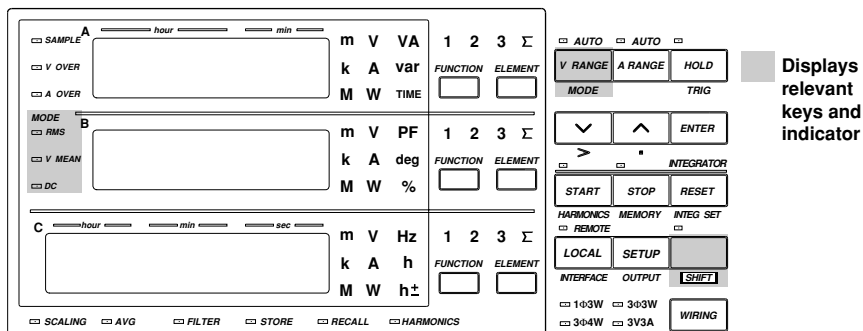 A hour min
SAMPLE
V OVER
A OVER
m V VA
k A var
M W TIME
1 2 3 Σ
FUNCTION ELEMENT
MODE
B
RMS
V MEAN
DC
m V PF
k A deg
M W %
1 2 3 Σ
FUNCTION ELEMENT
C hour min sec
m V Hz
k A h
M W h±
1 2 3 Σ
FUNCTION ELEMENT
SCALING AVG FILTER STORE RECALL HARMONICS
AUTO AUTO
V RANGE A RANGE HOLD
MODE TRIG
ENTER
> ▪
INTEGRATOR
START STOP RESET
HARMONICS MEMORY INTEG SET
REMOTE
LOCAL SETUP
INTERFACE OUTPUT SHIFT
1Φ3W 3Φ3W
3Φ4W 3V3A
WIRING
Displays
relevant
keys and
indicator